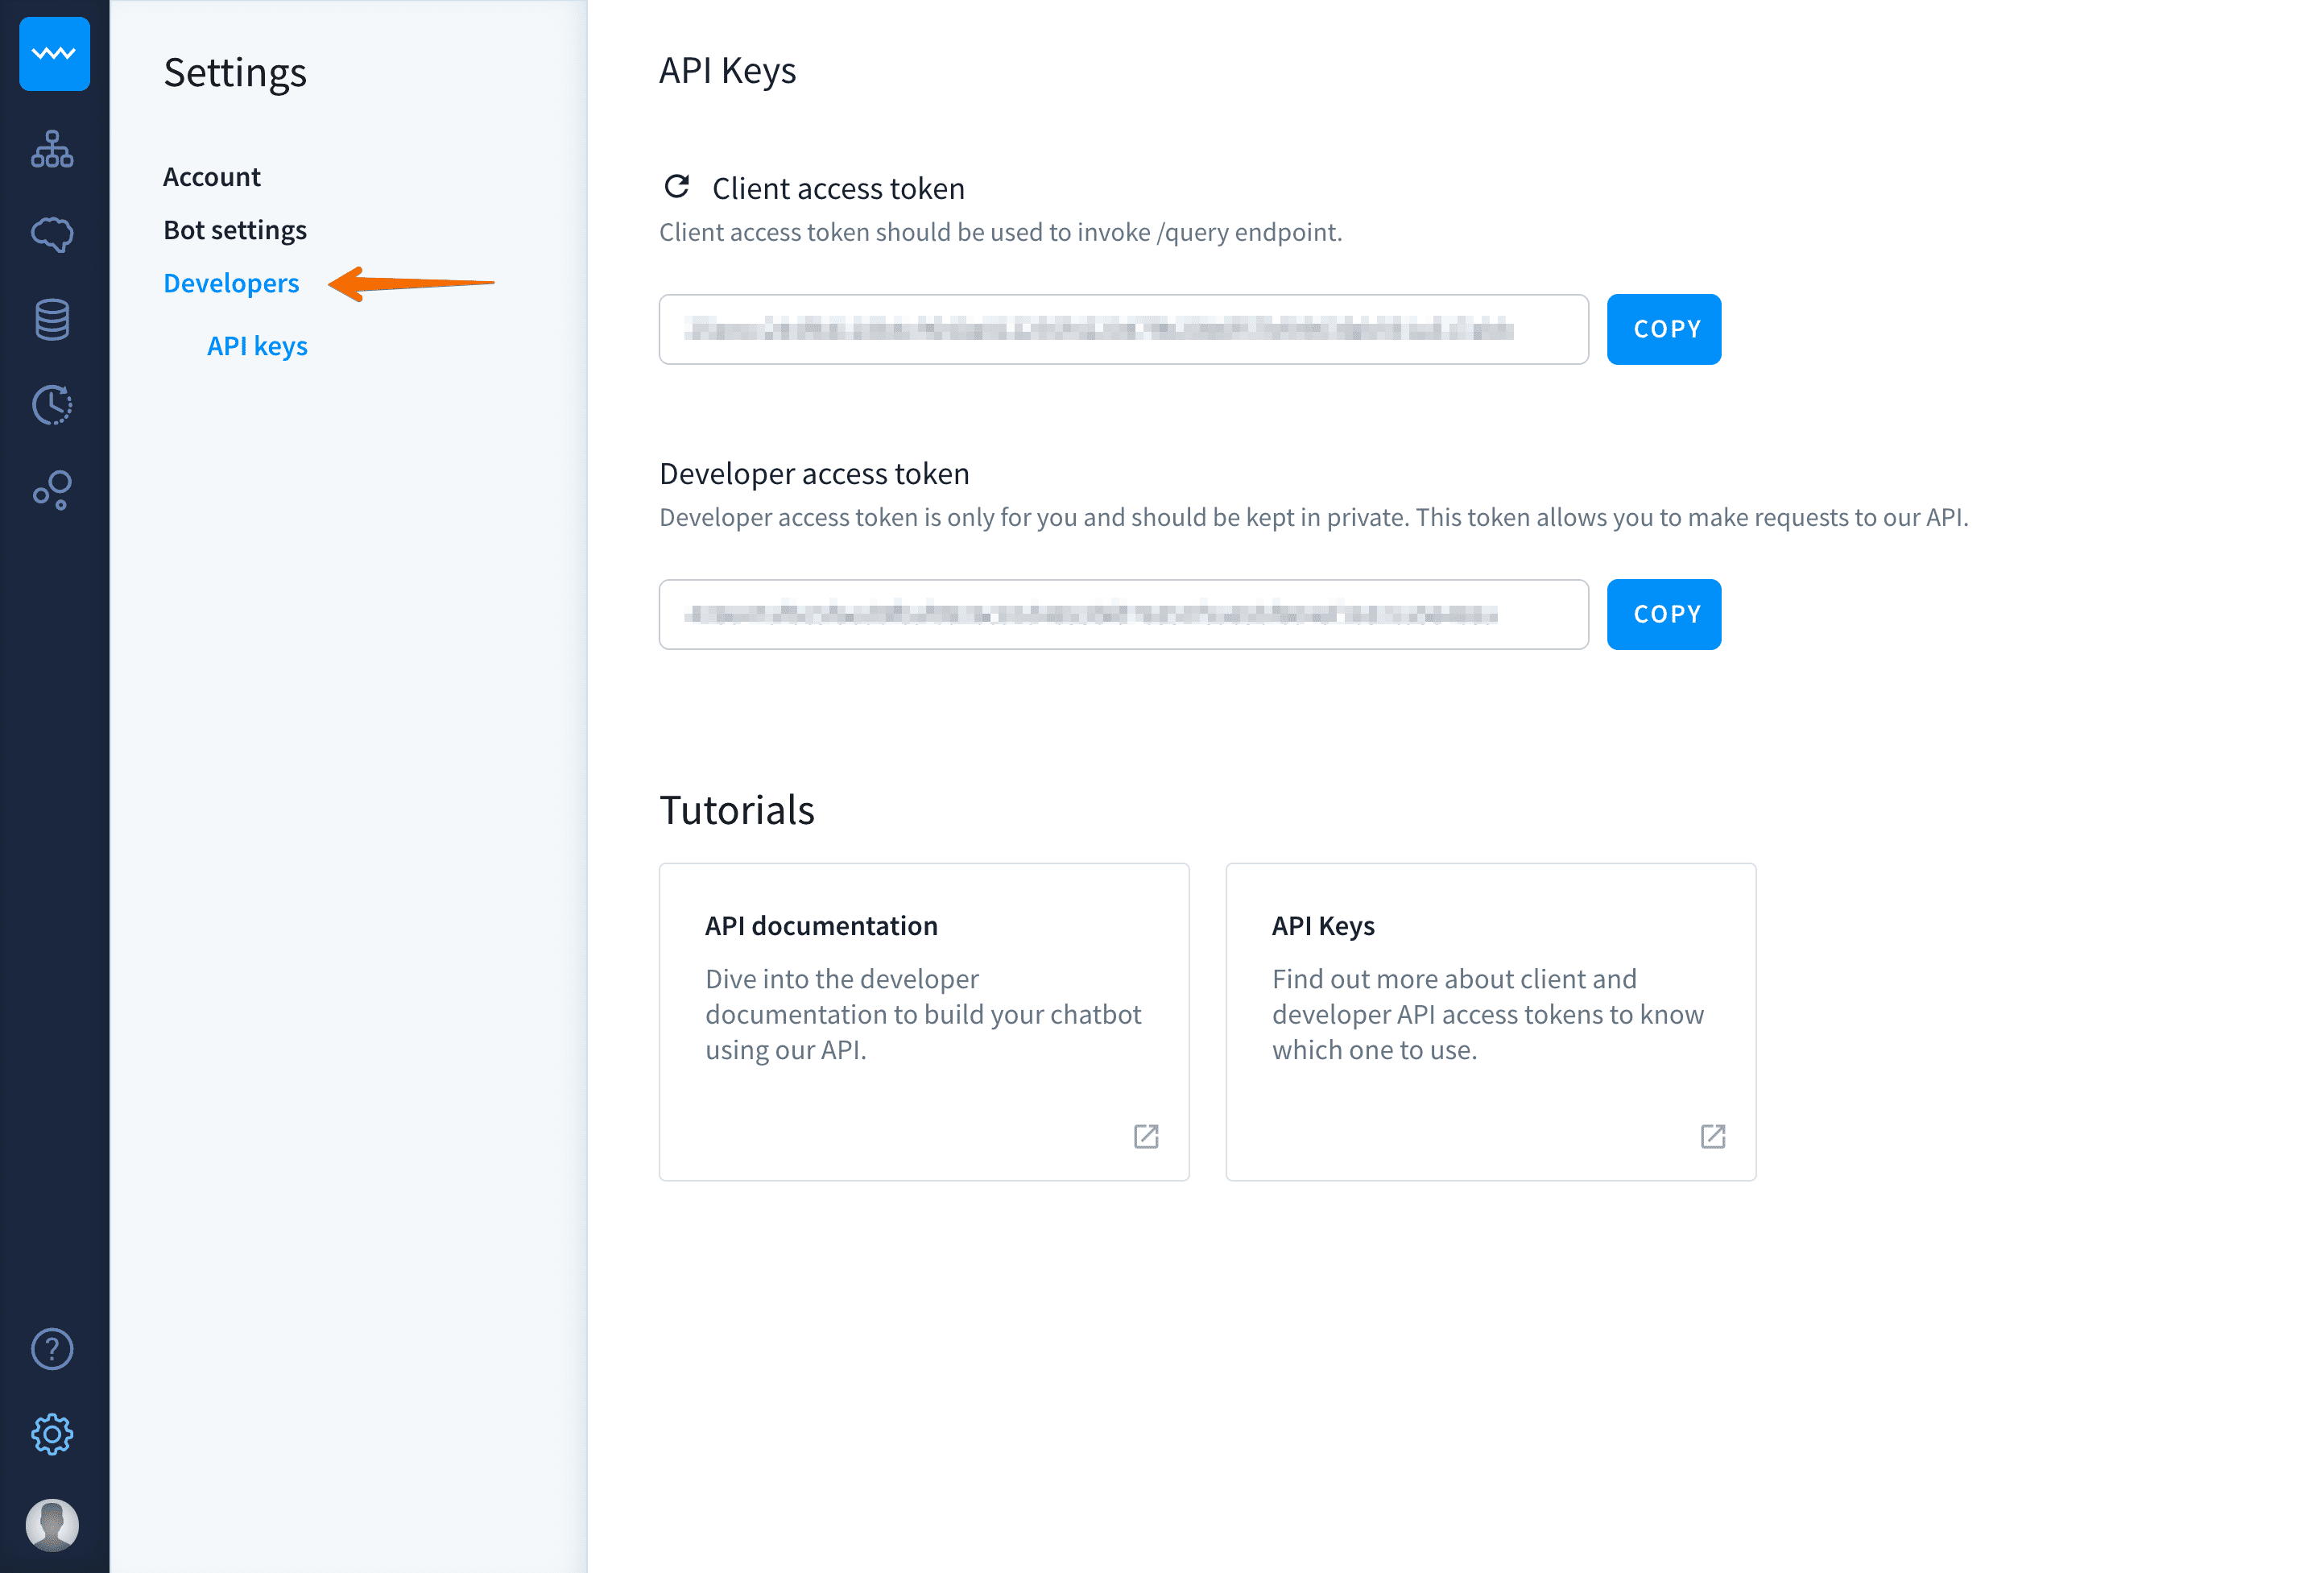 Settings
Account
Bot settings
Developers
API keys
API Keys
Client access token
Client access token should be used to invoke /query endpoint.
COPY
Developer access token
Developer access token is only for you and should be kept in private. This token allows you to make requests to our API.
COPY
Tutorials
API documentation
Dive into the developer
documentation to build your chatbot
using our API.
API Keys
Find out more about client and
developer API access tokens to know
which one to use.
?